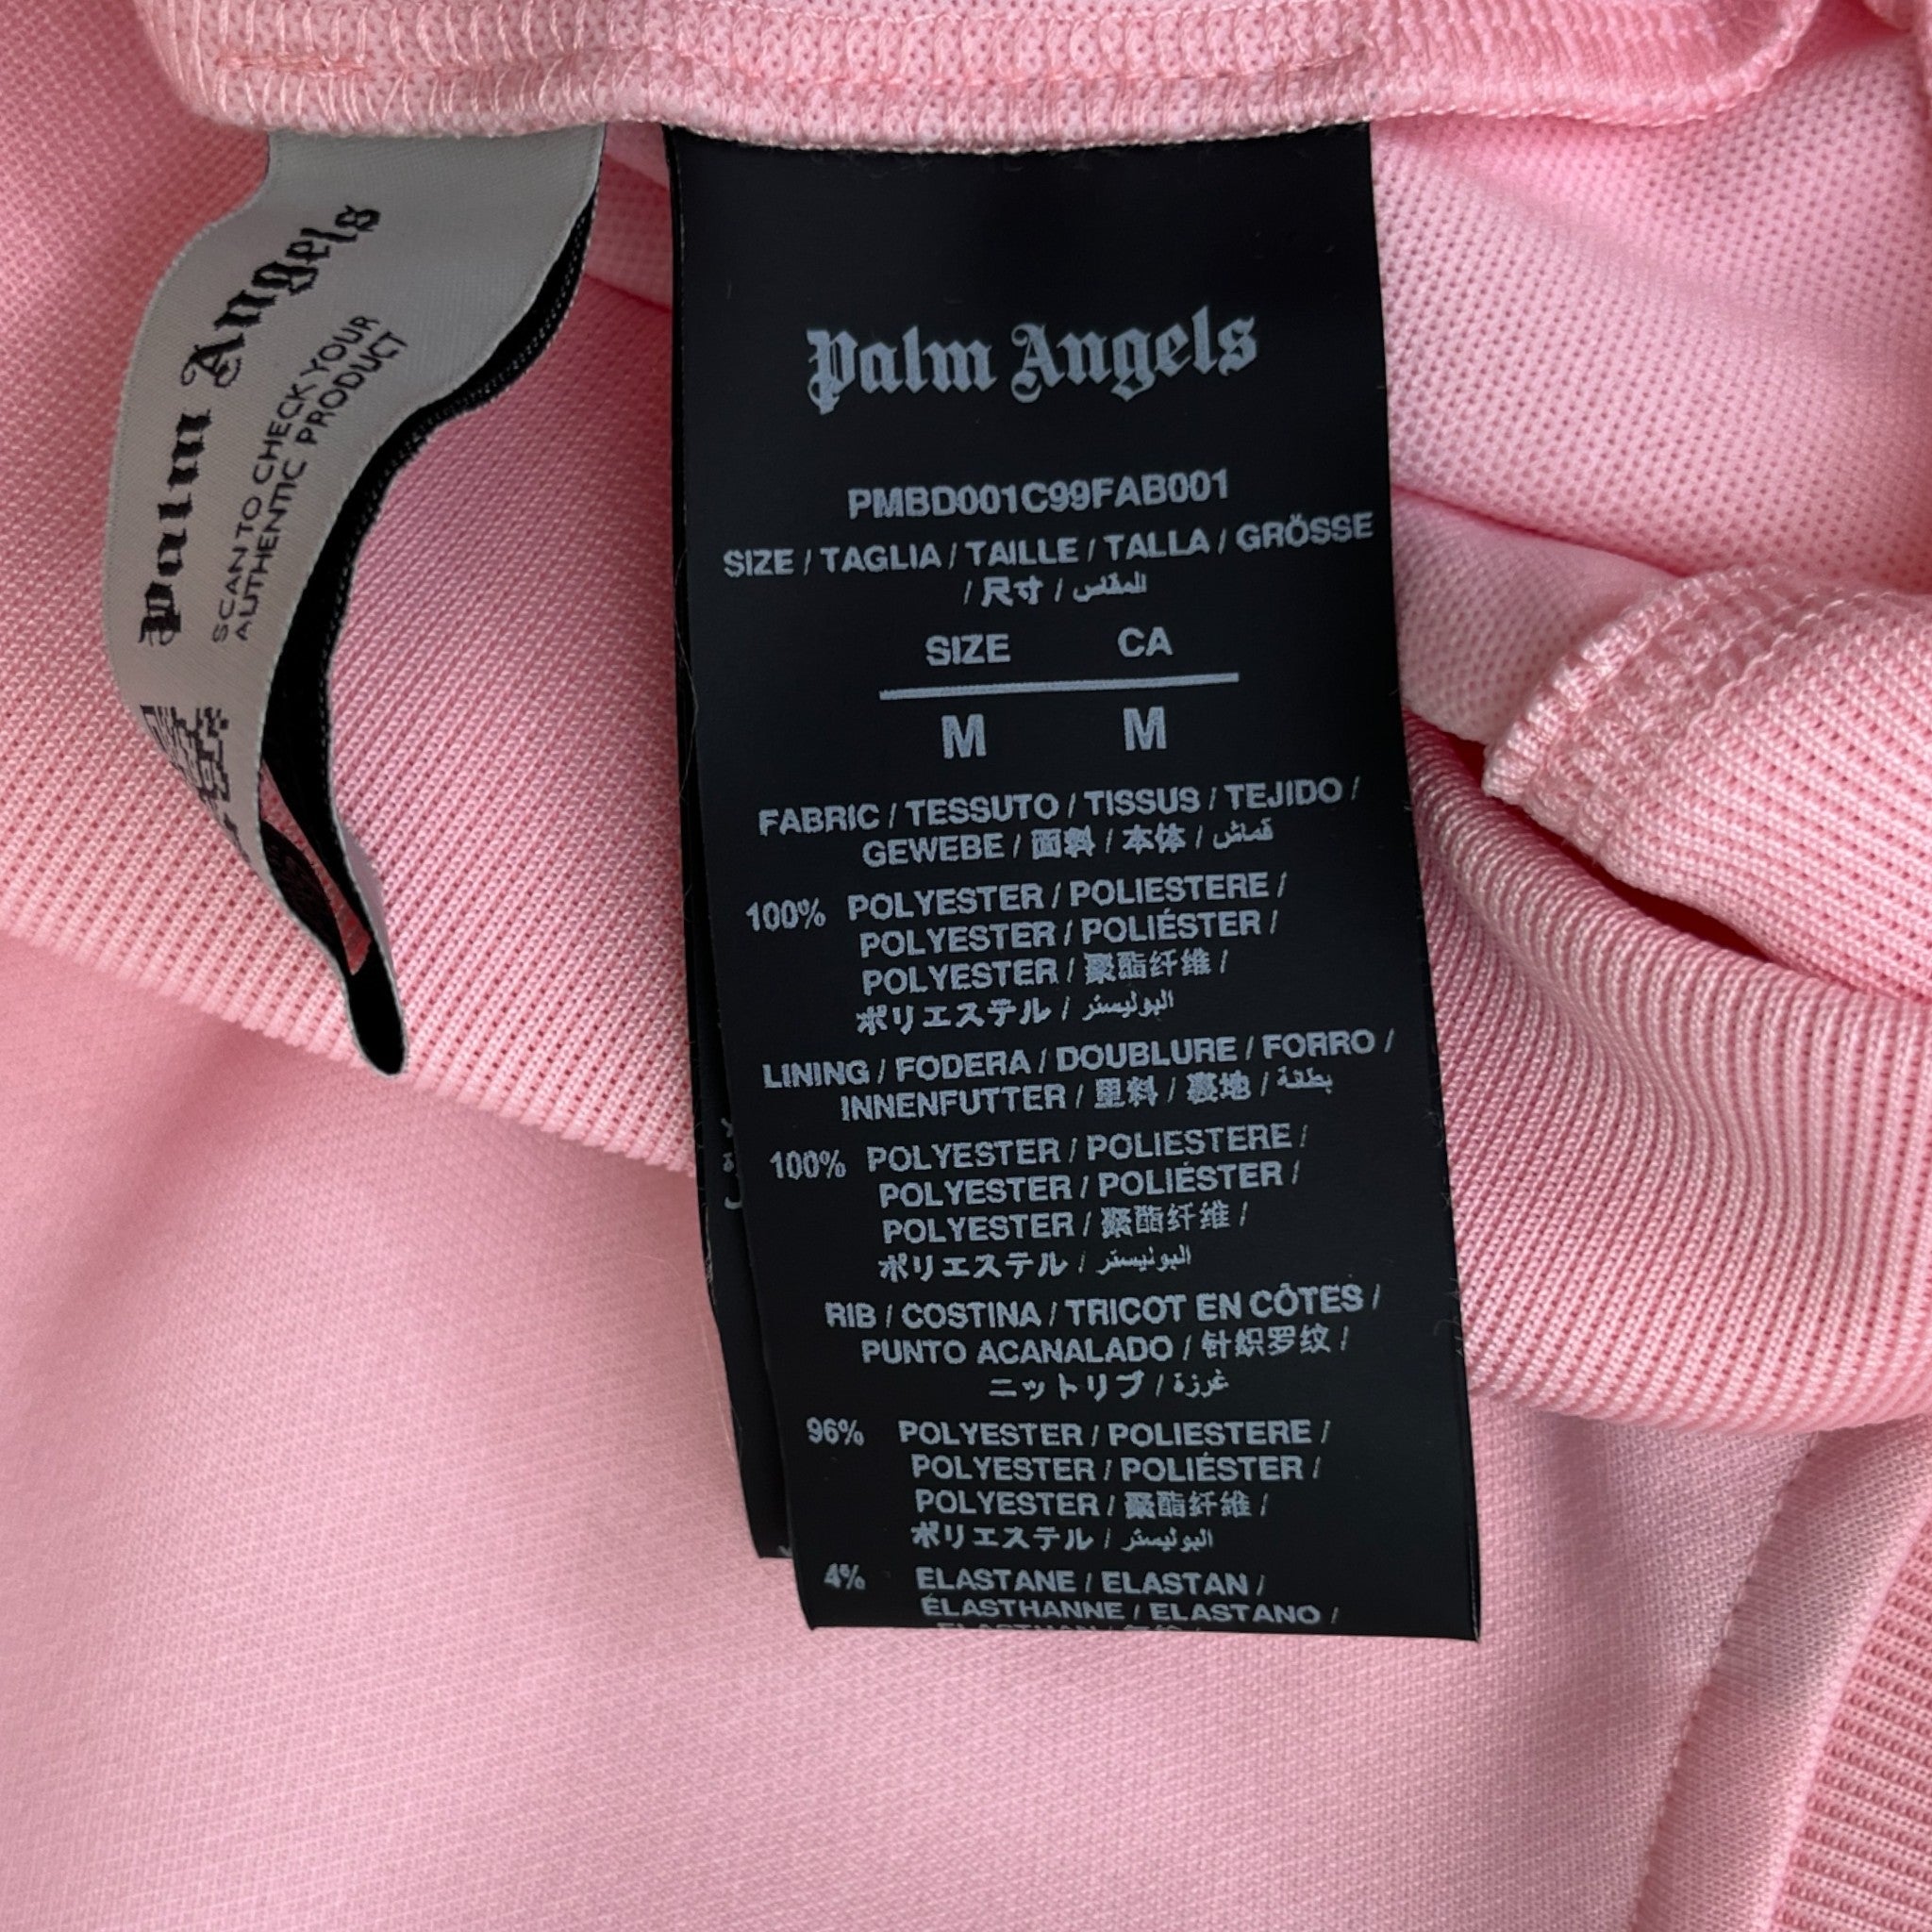 Palm Angels
SCAN TO CHECK YOUR
AUTHENTIC PRODUCT
Palm Angels
PMBD001C99FAB001
SIZE / TAGLIA / TAILLE / TALLA / GRÖSSE
/ 尺寸 / المقاس
SIZE CA
M M
FABRIC / TESSUTO / TISSUS / TEJIDO /
GEWEBE / 面料 / 本体 / قماش
100% POLYESTER / POLIESTERE /
POLYESTER / POLIÉSTER /
POLYESTER / 聚酯纤维 /
ポリエステル / البوليستر
LINING / FODERA / DOUBLURE / FORRO /
INNENFUTTER / 里料 / 裏地 / بطانة
100% POLYESTER / POLIESTERE /
POLYESTER / POLIÉSTER /
POLYESTER / 聚酯纤维 /
ポリエステル / البوليستر
RIB / COSTINA / TRICOT EN CÔTES /
PUNTO ACANALADO / 针织罗纹 /
ニットリブ / غرزة
96% POLYESTER / POLIESTERE /
POLYESTER / POLIÉSTER /
POLYESTER / 聚酯纤维 /
ポリエステル / البوليستر
4% ELASTANE / ELASTAN /
ÉLASTHANNE / ELASTANO /